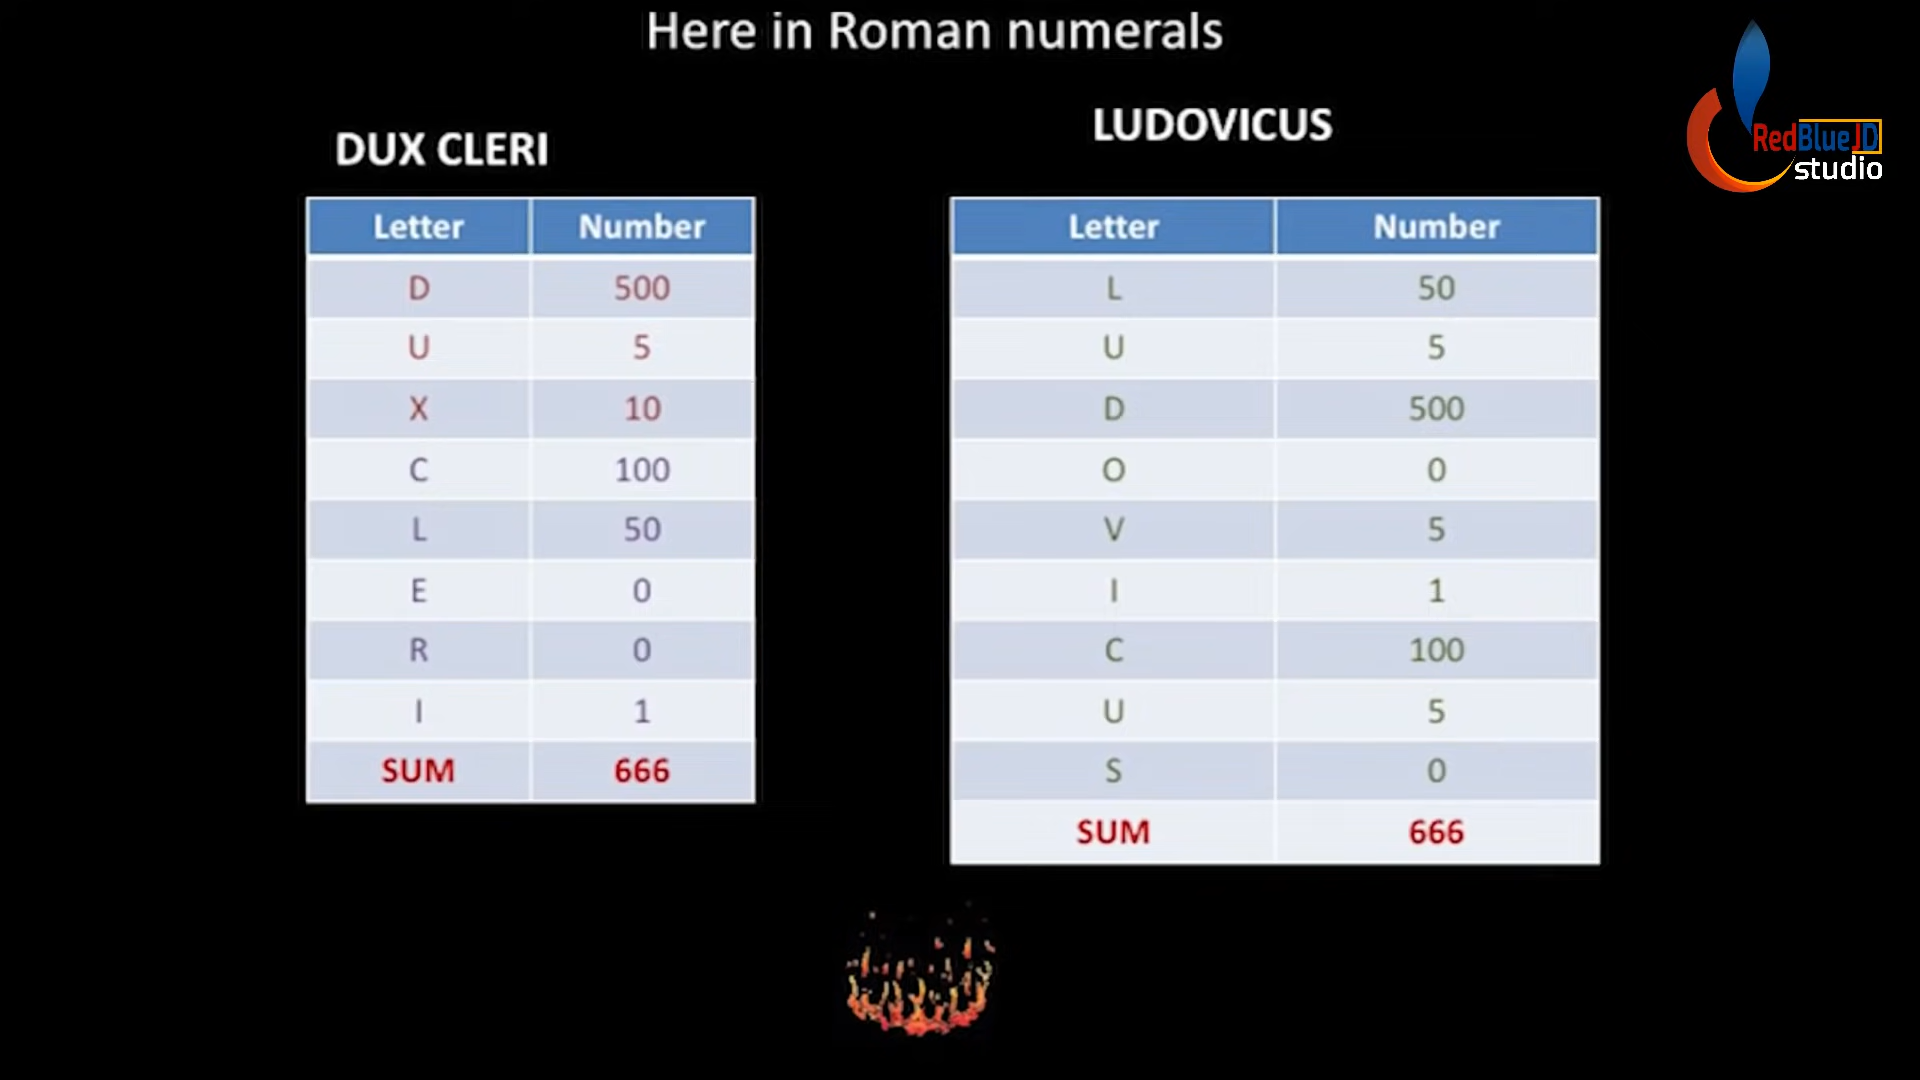 Here in Roman numerals
RedBlueJD
studio
DUX CLERI
Letter Number
D 500
U 5
X 10
C 100
L 50
E 0
R 0
I 1
SUM 666
LUDOVICUS
Letter Number
L 50
U 5
D 500
O 0
V 5
I 1
C 100
U 5
S 0
SUM 666